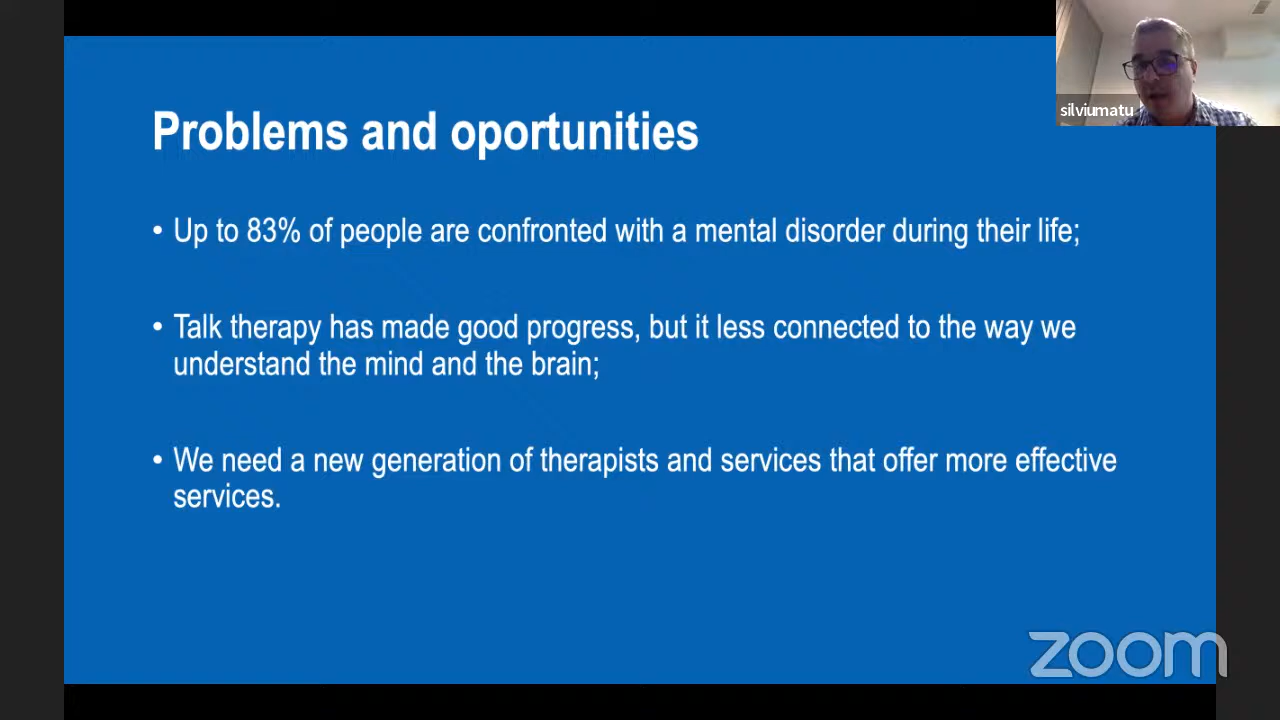 silviumatu
Problems and oportunities
• Up to 83% of people are confronted with a mental disorder during their life;
• Talk therapy has made good progress, but it less connected to the way we
understand the mind and the brain;
• We need a new generation of therapists and services that offer more effective
services.
zoom